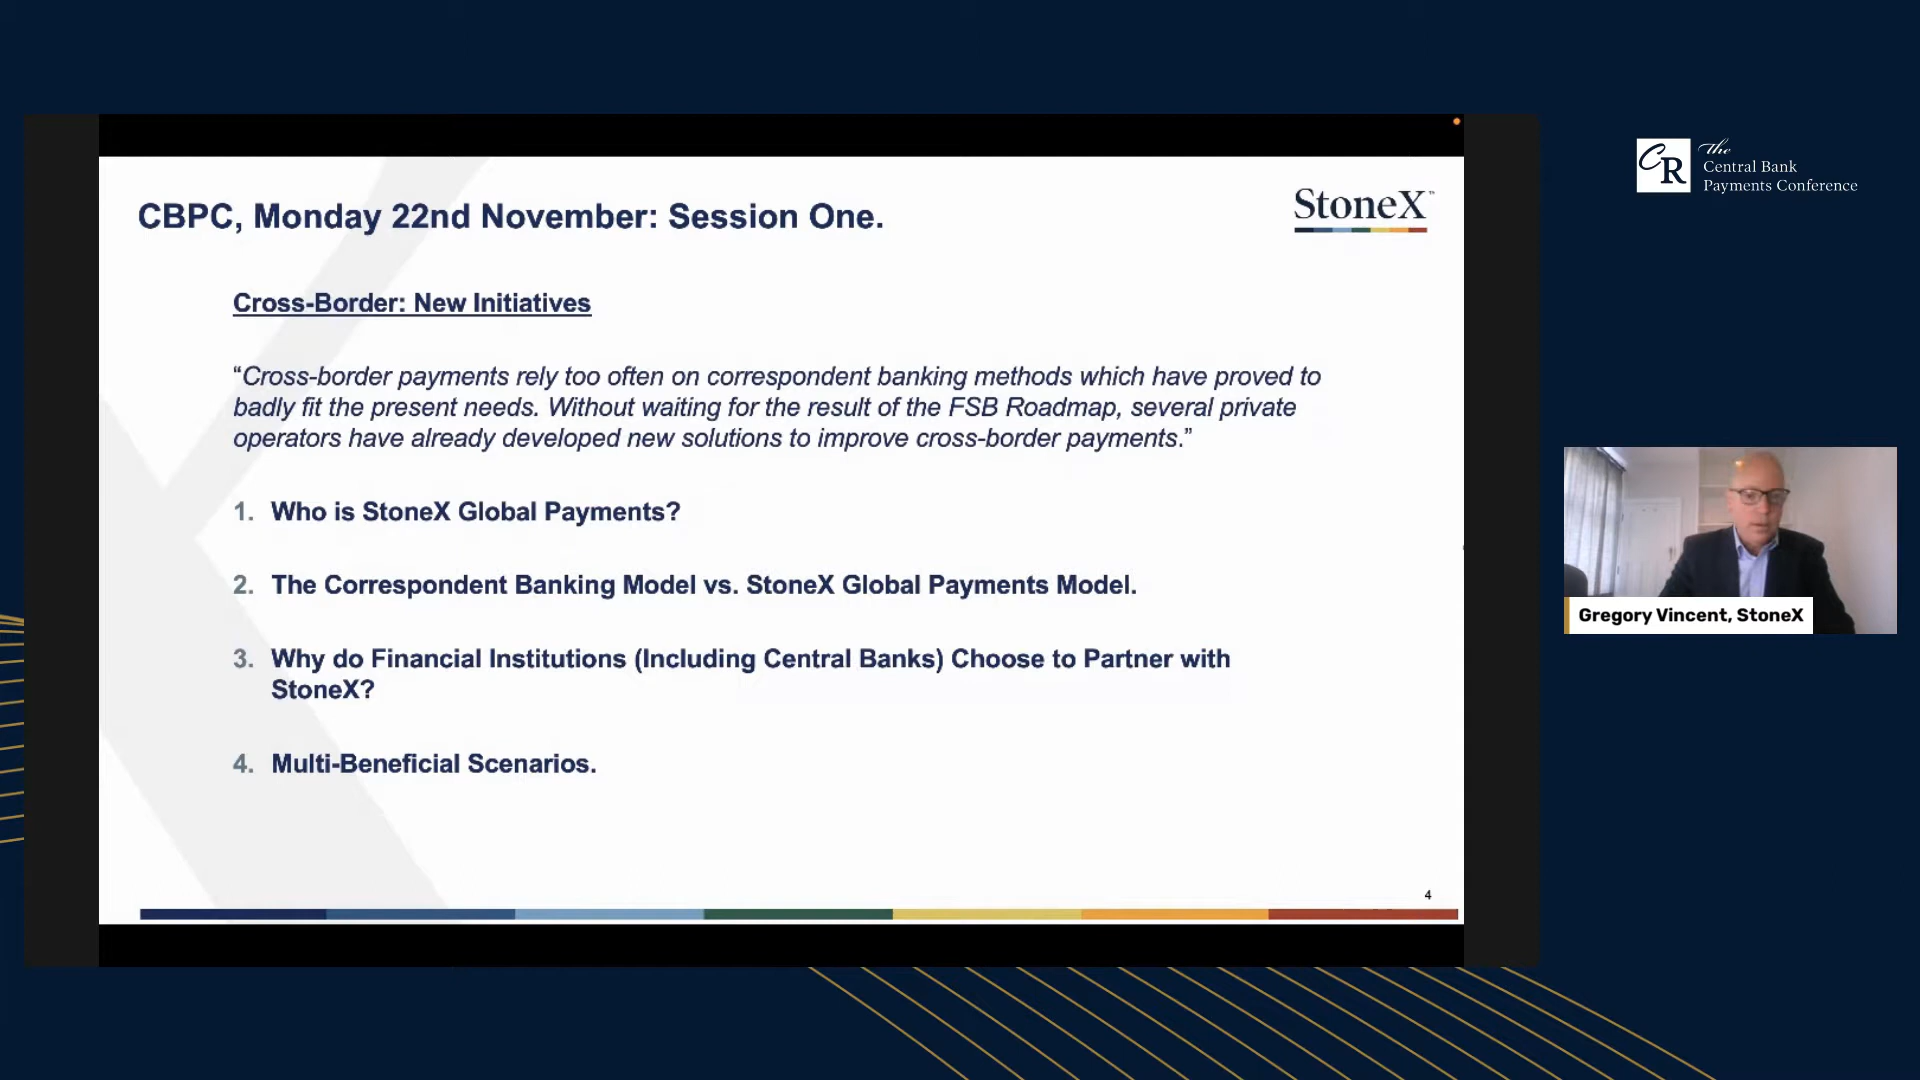 CBPC, Monday 22nd November: Session One.
StoneX™
Cross-Border: New Initiatives
“Cross-border payments rely too often on correspondent banking methods which have proved to
badly fit the present needs. Without waiting for the result of the FSB Roadmap, several private
operators have already developed new solutions to improve cross-border payments.”
1. Who is StoneX Global Payments?
2. The Correspondent Banking Model vs. StoneX Global Payments Model.
3. Why do Financial Institutions (Including Central Banks) Choose to Partner with
StoneX?
4. Multi-Beneficial Scenarios.
4
CR
The
Central Bank
Payments Conference
Gregory Vincent, StoneX